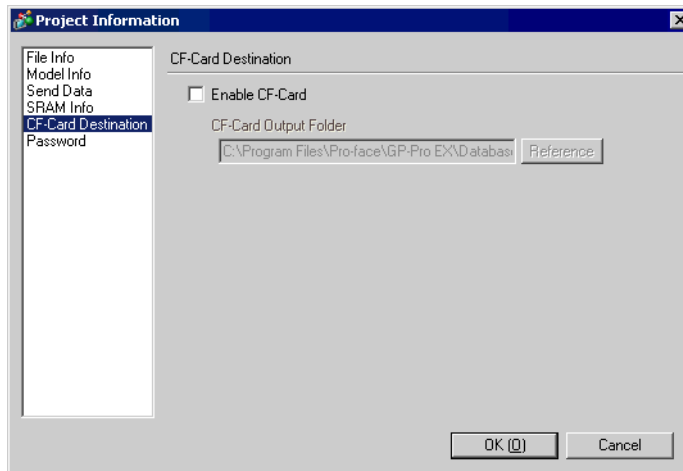 Project Information
File Info
Model Info
Send Data
SRAM Info
CF-Card Destination
Password
CF-Card Destination
Enable CF-Card
CF-Card Output Folder
C:\Program Files\Pro-face\GP-Pro EX\Databas
Reference
OK (O)
Cancel